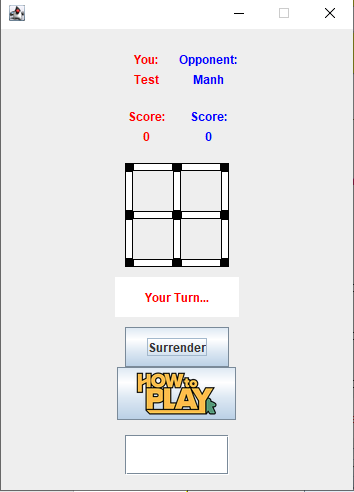 You: Opponent:
Test Manh
Score: Score:
0 0
Your Turn...
Surrender
HOW to
PLAY